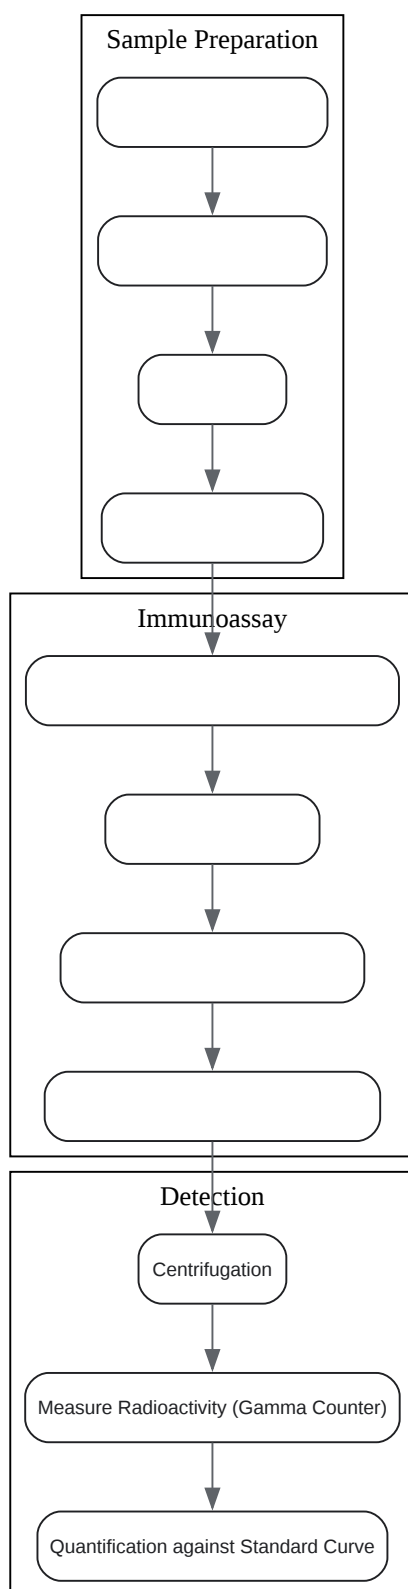 Sample Preparation
Immunoassay
Detection
Centrifugation
Measure Radioactivity (Gamma Counter)
Quantification against Standard Curve